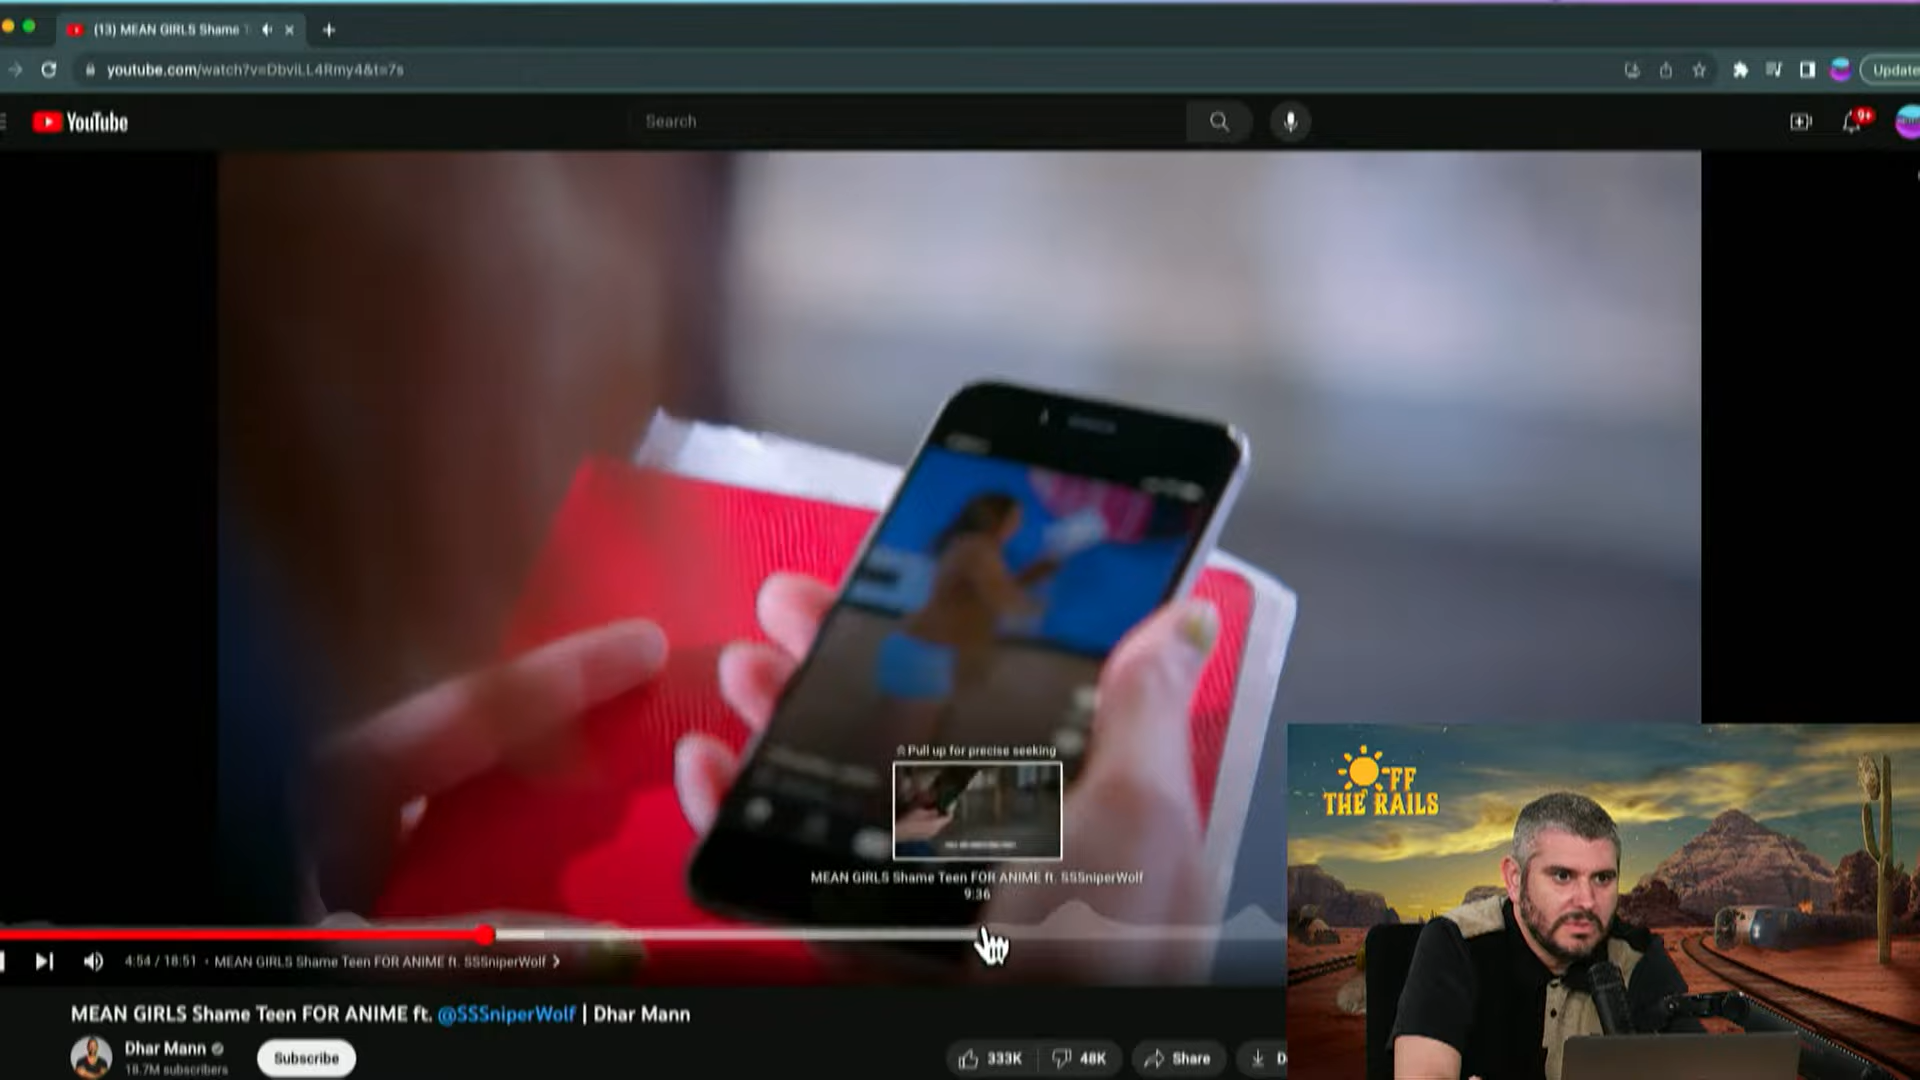 (13) MEAN GIRLS Shame T
youtube.com/watch?v=DbviLL4Rmy4&t=7s
Update
YouTube
Search
9+
Pull up for precise seeking
MEAN GIRLS Shame Teen FOR ANIME ft. SSSniperWolf
9:36
4:54 / 18:51 • MEAN GIRLS Shame Teen FOR ANIME ft. SSSniperWolf >
MEAN GIRLS Shame Teen FOR ANIME ft. @SSSniperWolf | Dhar Mann
Dhar Mann
18.7M subscribers
Subscribe
333K
48K
Share
D
OFF
THE RAILS